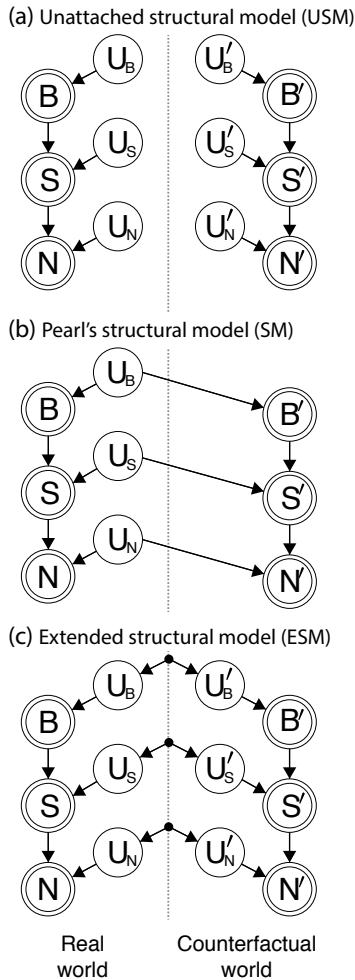 (a) Unattached structural model (USM)
U_B U′_B
B B′
U_S U′_S
S S′
U_N U′_N
N N′
(b) Pearl's structural model (SM)
U_B
B B′
U_S
S S′
U_N
N N′
(c) Extended structural model (ESM)
U_B U′_B
B B′
U_S U′_S
S S′
U_N U′_N
N N′
Real Counterfactual
world world